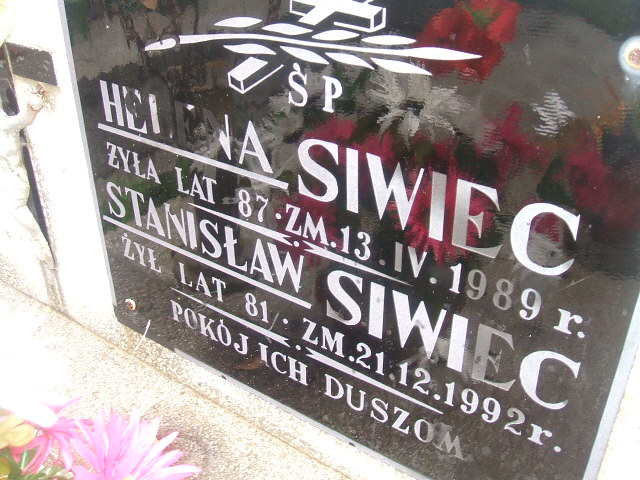 ŚP
HELENA SIWIEC
ŻYŁA LAT 87. ZM. 13. IV. 1989 r.
STANISŁAW SIWIEC
ŻYŁ LAT 81. ZM. 21.12.1992 r.
POKÓJ ICH DUSZOM